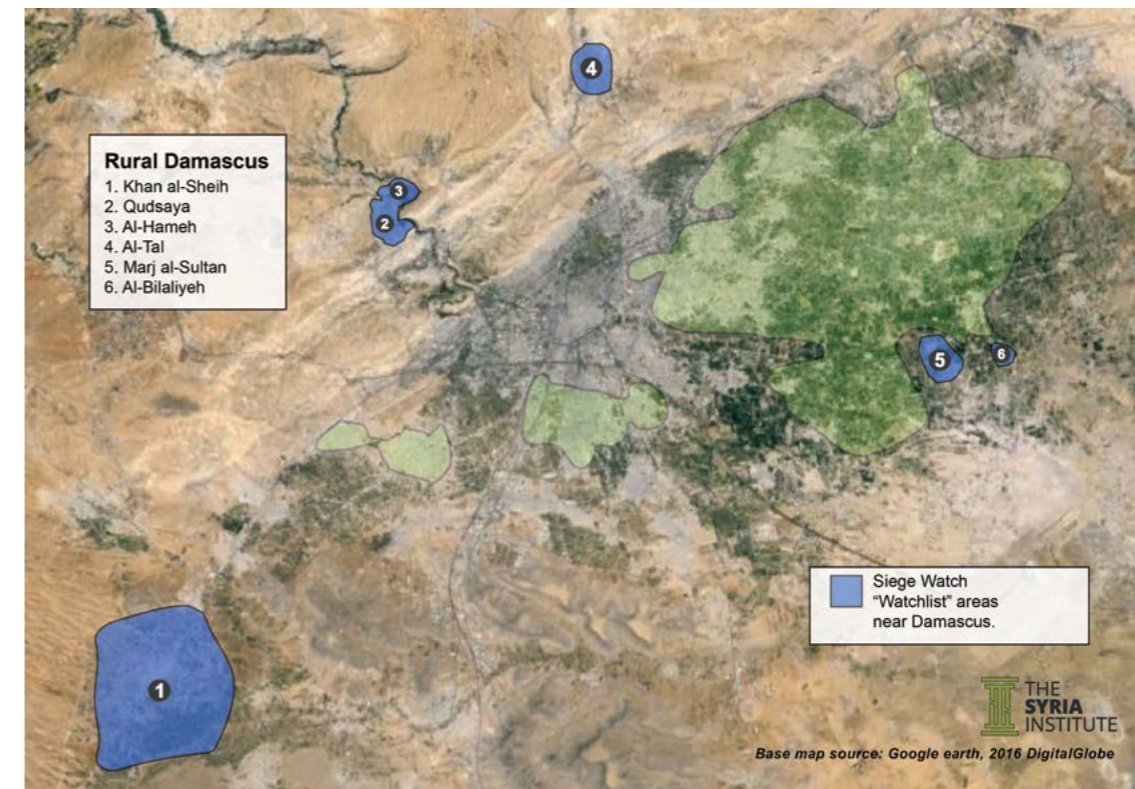 4
Rural Damascus
1. Khan al-Sheih
2. Qudsaya
3. Al-Hameh
4. Al-Tal
5. Marj al-Sultan
6. Al-Bilaliyeh
3
2
5
6
Siege Watch
“Watchlist” areas
near Damascus.
1
THE
SYRIA
INSTITUTE
Base map source: Google earth, 2016 DigitalGlobe